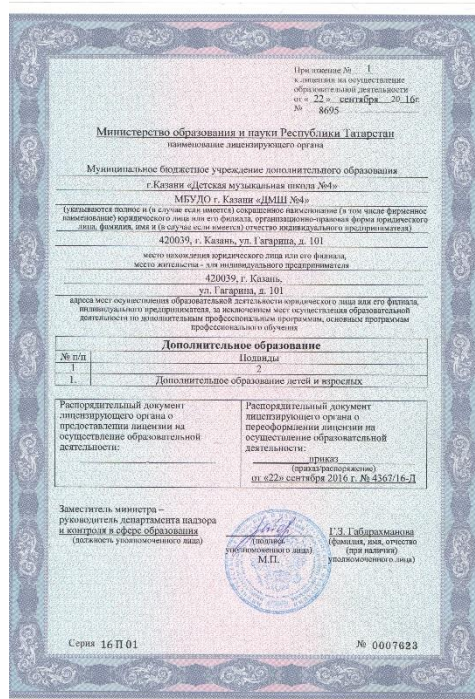 Приложение № 1
к лицензии на осуществление
образовательной деятельности
от « 22 » сентября 20 16г
№ 8695
Министерство образования и науки Республики Татарстан
наименование лицензирующего органа
Муниципальное бюджетное учреждение дополнительного образования
г.Казани «Детская музыкальная школа №4»
МБУДО г. Казани «ДМШ №4»
(указываются полное и (в случае если имеется) сокращенное наименование (в том числе фирменное
наименование) юридического лица или его филиала, организационно-правовая форма юридического
лица, фамилия, имя и (в случае если имеется) отчество индивидуального предпринимателя)
420039, г. Казань, ул. Гагарина, д. 101
место нахождения юридического лица или его филиала,
место жительства - для индивидуального предпринимателя
420039, г. Казань,
ул. Гагарина, д. 101
адреса мест осуществления образовательной деятельности юридического лица или его филиала,
индивидуального предпринимателя, за исключением мест осуществления образовательной
деятельности по дополнительным профессиональным программам, основным программам
профессионального обучения
Дополнительное образование
№ п/п Подвиды
1 2
1. Дополнительное образование детей и взрослых
Распорядительный документ
лицензирующего органа о
предоставлении лицензии на
осуществление образовательной
деятельности:
Распорядительный документ
лицензирующего органа о
переоформлении лицензии на
осуществление образовательной
деятельности:
приказ
(приказ/распоряжение)
от «22» сентября 2016 г. № 4367/16-Д
Заместитель министра –
руководитель департамента надзора
и контроля в сфере образования
(должность уполномоченного лица)
(подпись
уполномоченного лица)
М.П.
Г.З. Габдрахманова
(фамилия, имя, отчество
(при наличии)
уполномоченного лица)
Серия 16 П 01 № 0007623